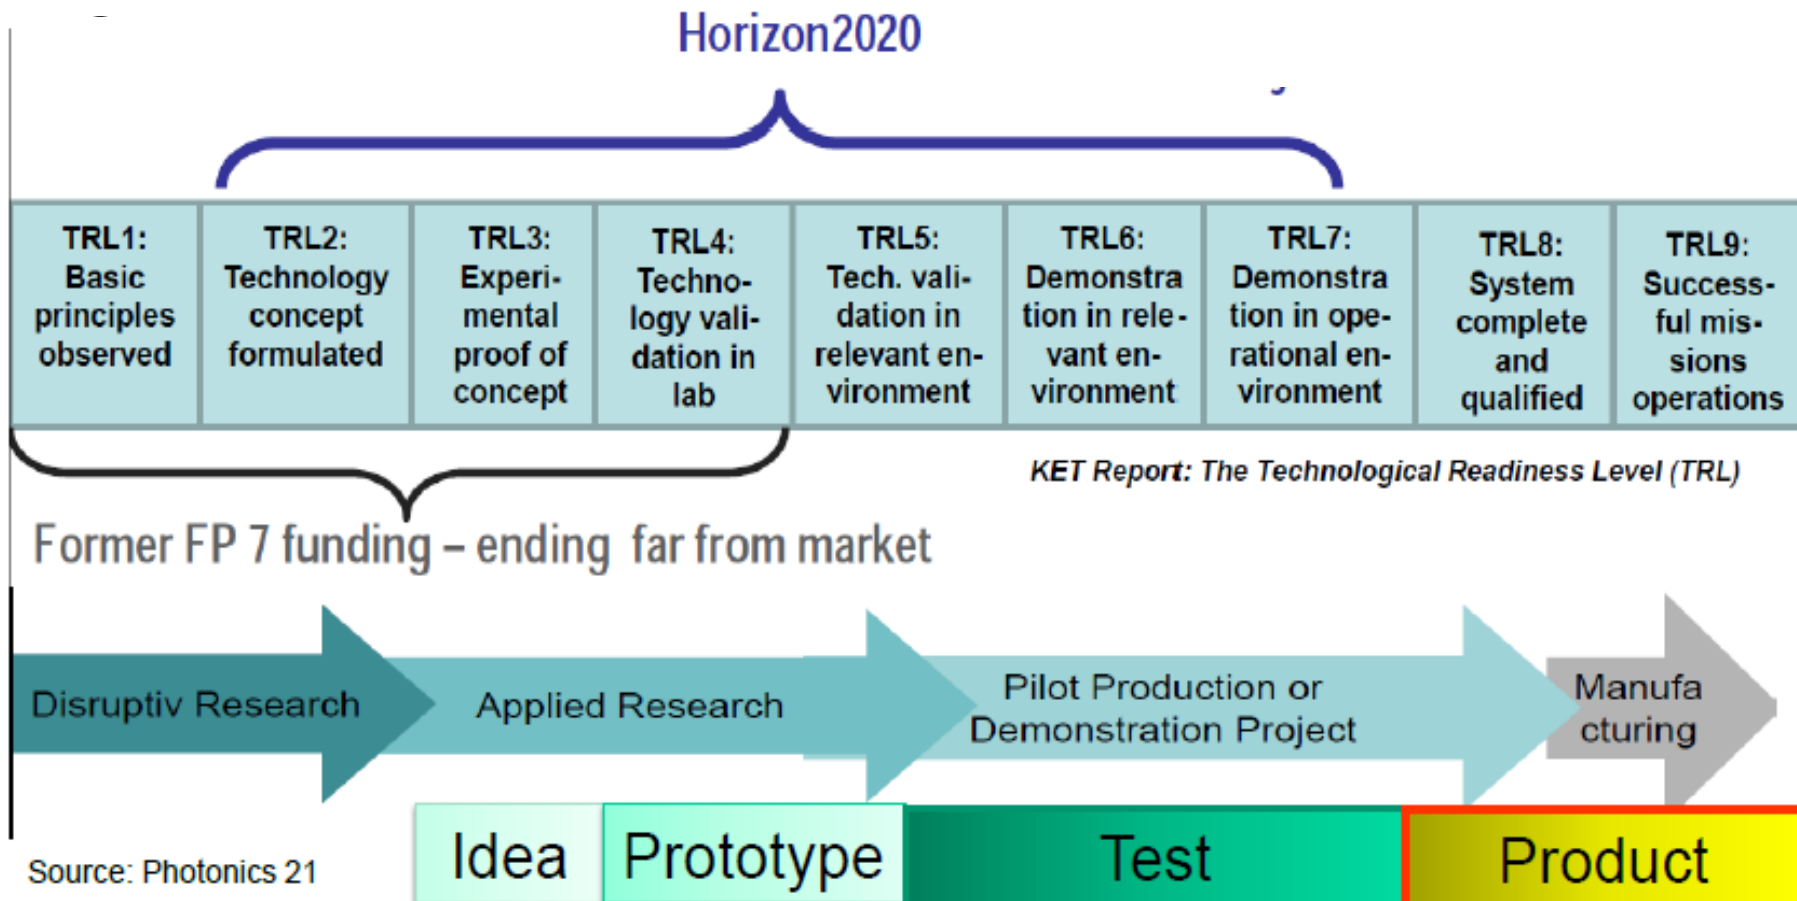 Horizon2020
TRL1:
Basic
principles
observed
TRL2:
Technology
concept
formulated
TRL3:
Experi-
mental
proof of
concept
TRL4:
Techno-
logy vali-
dation in
lab
TRL5:
Tech. vali-
dation in
relevant en-
vironment
TRL6:
Demonstra
tion in rele-
vant en-
vironment
TRL7:
Demonstra
tion in ope-
rational en-
vironment
TRL8:
System
complete
and
qualified
TRL9:
Success-
ful mis-
sions
operations
KET Report: The Technological Readiness Level (TRL)
Former FP 7 funding – ending far from market
Disruptiv Research
Applied Research
Pilot Production or
Demonstration Project
Manufa
cturing
Idea
Prototype
Test
Product
Source: Photonics 21